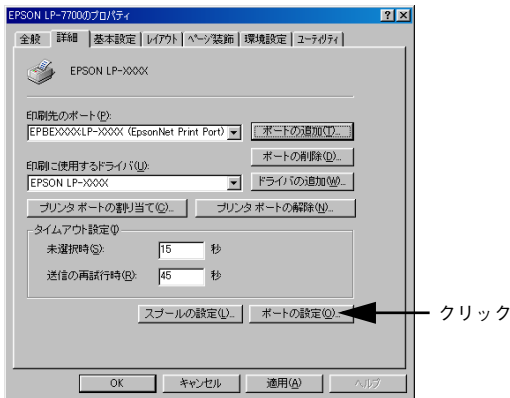 EPSON LP-7700のプロパティ
全般 詳細 基本設定 レイアウト ページ装飾 環境設定 ユーティリティ
EPSON LP-XXXX
印刷先のポート(P):
EPBEXXXX:LP-XXXX (EpsonNet Print Port) ポートの追加(T)...
ポートの削除(D)...
印刷に使用するドライバ(U):
EPSON LP-XXXX ドライバの追加(W)...
プリンタ ポートの割り当て(C)... プリンタ ポートの解除(N)...
タイムアウト設定
未選択時(S): 15 秒
送信の再試行時(R): 45 秒
スプールの設定(L)... ポートの設定(O)... クリック
OK キャンセル 適用(A) ヘルプ